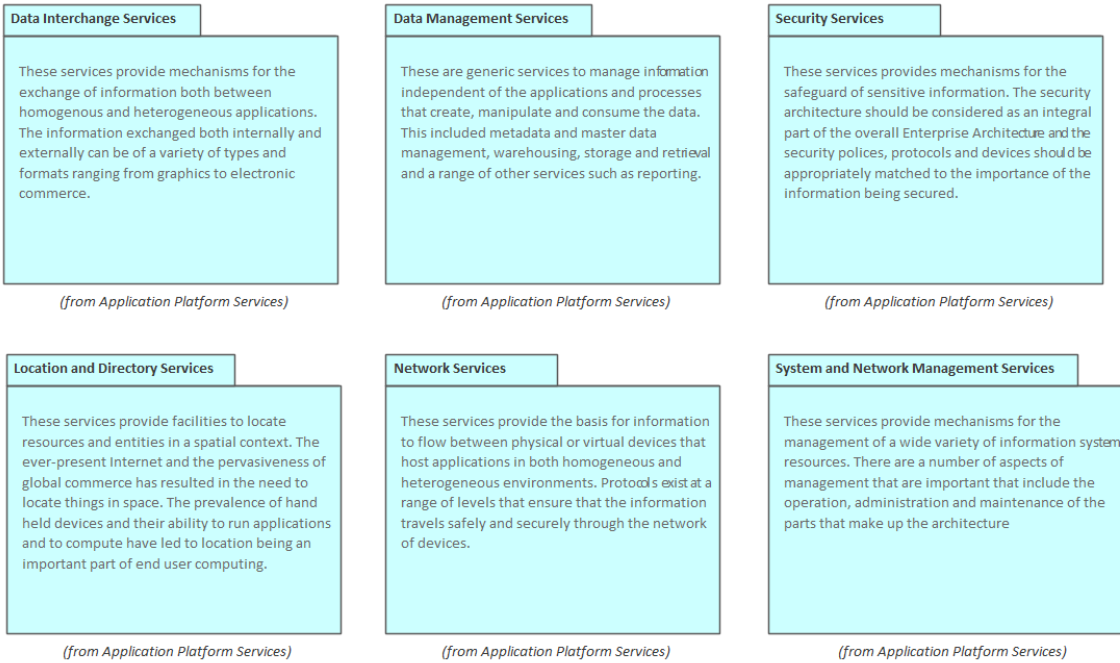 Data Interchange Services
These services provide mechanisms for the
exchange of information both between
homogenous and heterogeneous applications.
The information exchanged both internally and
externally can be of a variety of types and
formats ranging from graphics to electronic
commerce.
(from Application Platform Services)
Data Management Services
These are generic services to manage information
independent of the applications and processes
that create, manipulate and consume the data.
This included metadata and master data
management, warehousing, storage and retrieval
and a range of other services such as reporting.
(from Application Platform Services)
Security Services
These services provides mechanisms for the
safeguard of sensitive information. The security
architecture should be considered as an integral
part of the overall Enterprise Architecture and the
security polices, protocols and devices should be
appropriately matched to the importance of the
information being secured.
(from Application Platform Services)
Location and Directory Services
These services provide facilities to locate
resources and entities in a spatial context. The
ever-present Internet and the pervasiveness of
global commerce has resulted in the need to
locate things in space. The prevalence of hand
held devices and their ability to run applications
and to compute have led to location being an
important part of end user computing.
(from Application Platform Services)
Network Services
These services provide the basis for information
to flow between physical or virtual devices that
host applications in both homogeneous and
heterogeneous environments. Protocols exist at a
range of levels that ensure that the information
travels safely and securely through the network
of devices.
(from Application Platform Services)
System and Network Management Services
These services provide mechanisms for the
management of a wide variety of information system
resources. There are a number of aspects of
management that are important that include the
operation, administration and maintenance of the
parts that make up the architecture
(from Application Platform Services)